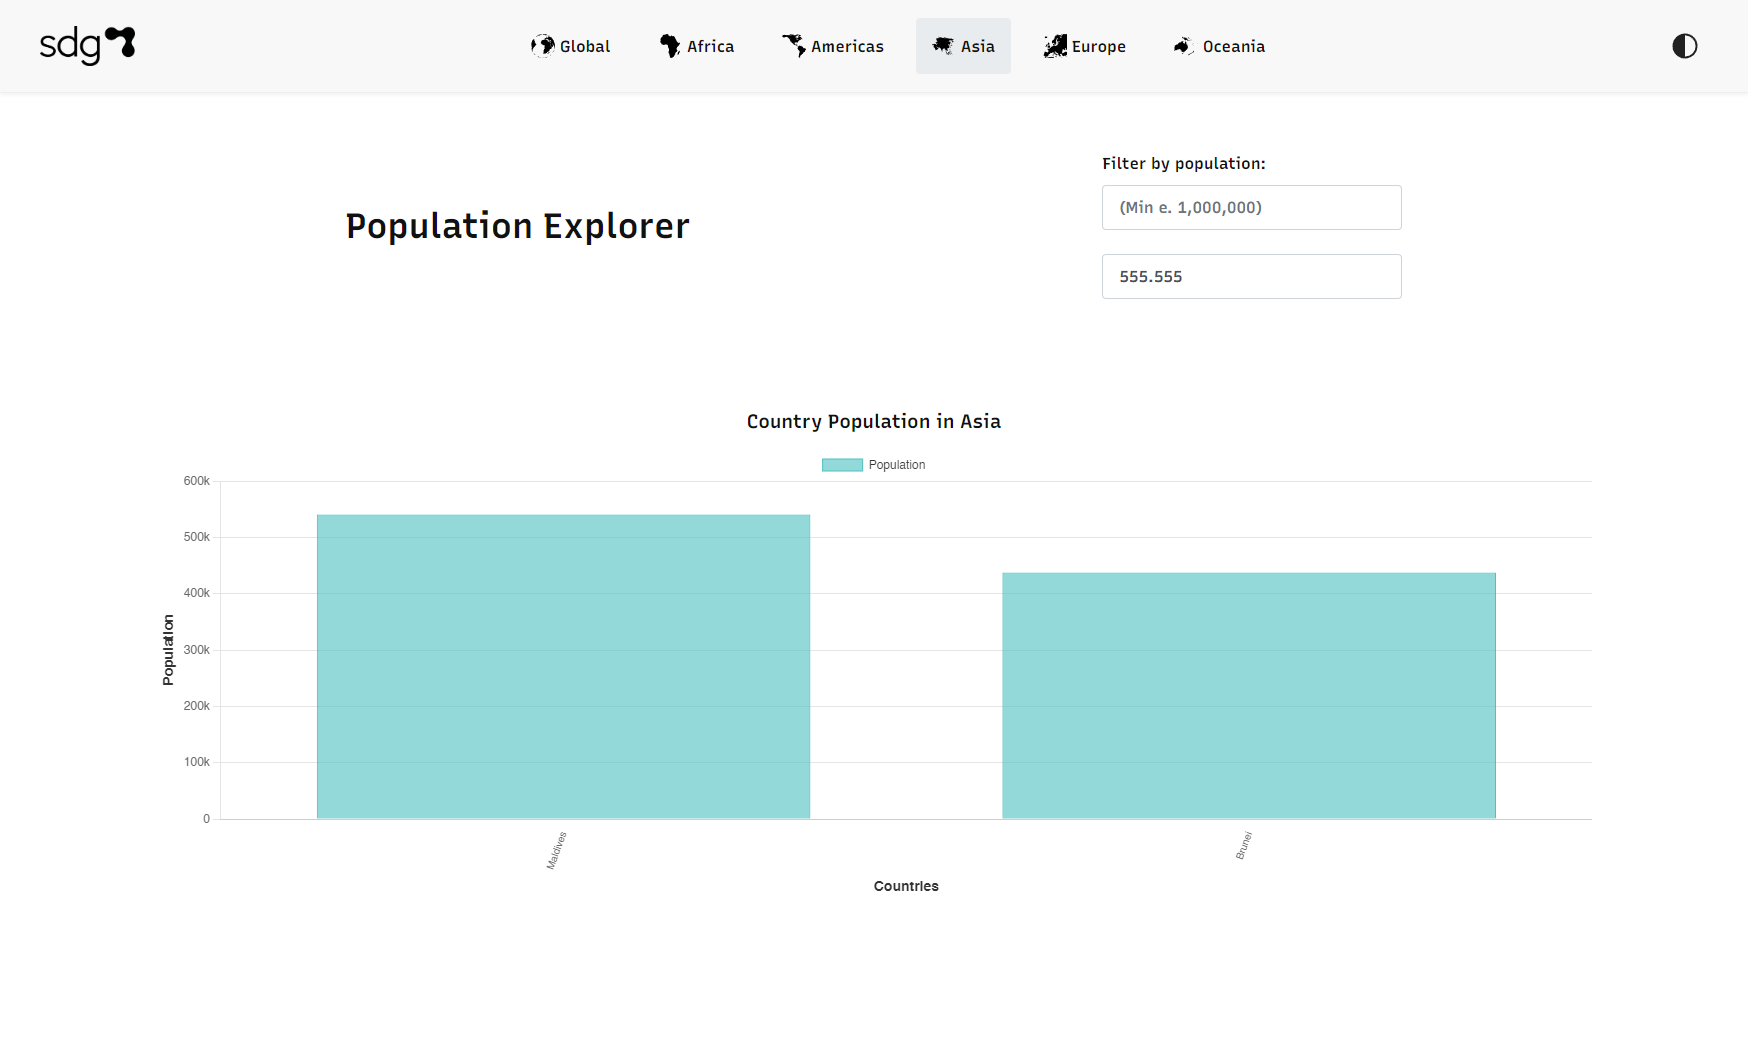 sdg
Global
Africa
Americas
Asia
Europe
Oceania
Filter by population:
(Min e. 1,000,000)
Population Explorer
555.555
Country Population in Asia
Population
600k
500k
400k
300k
200k
100k
0
Population
Maldives
Brunei
Countries